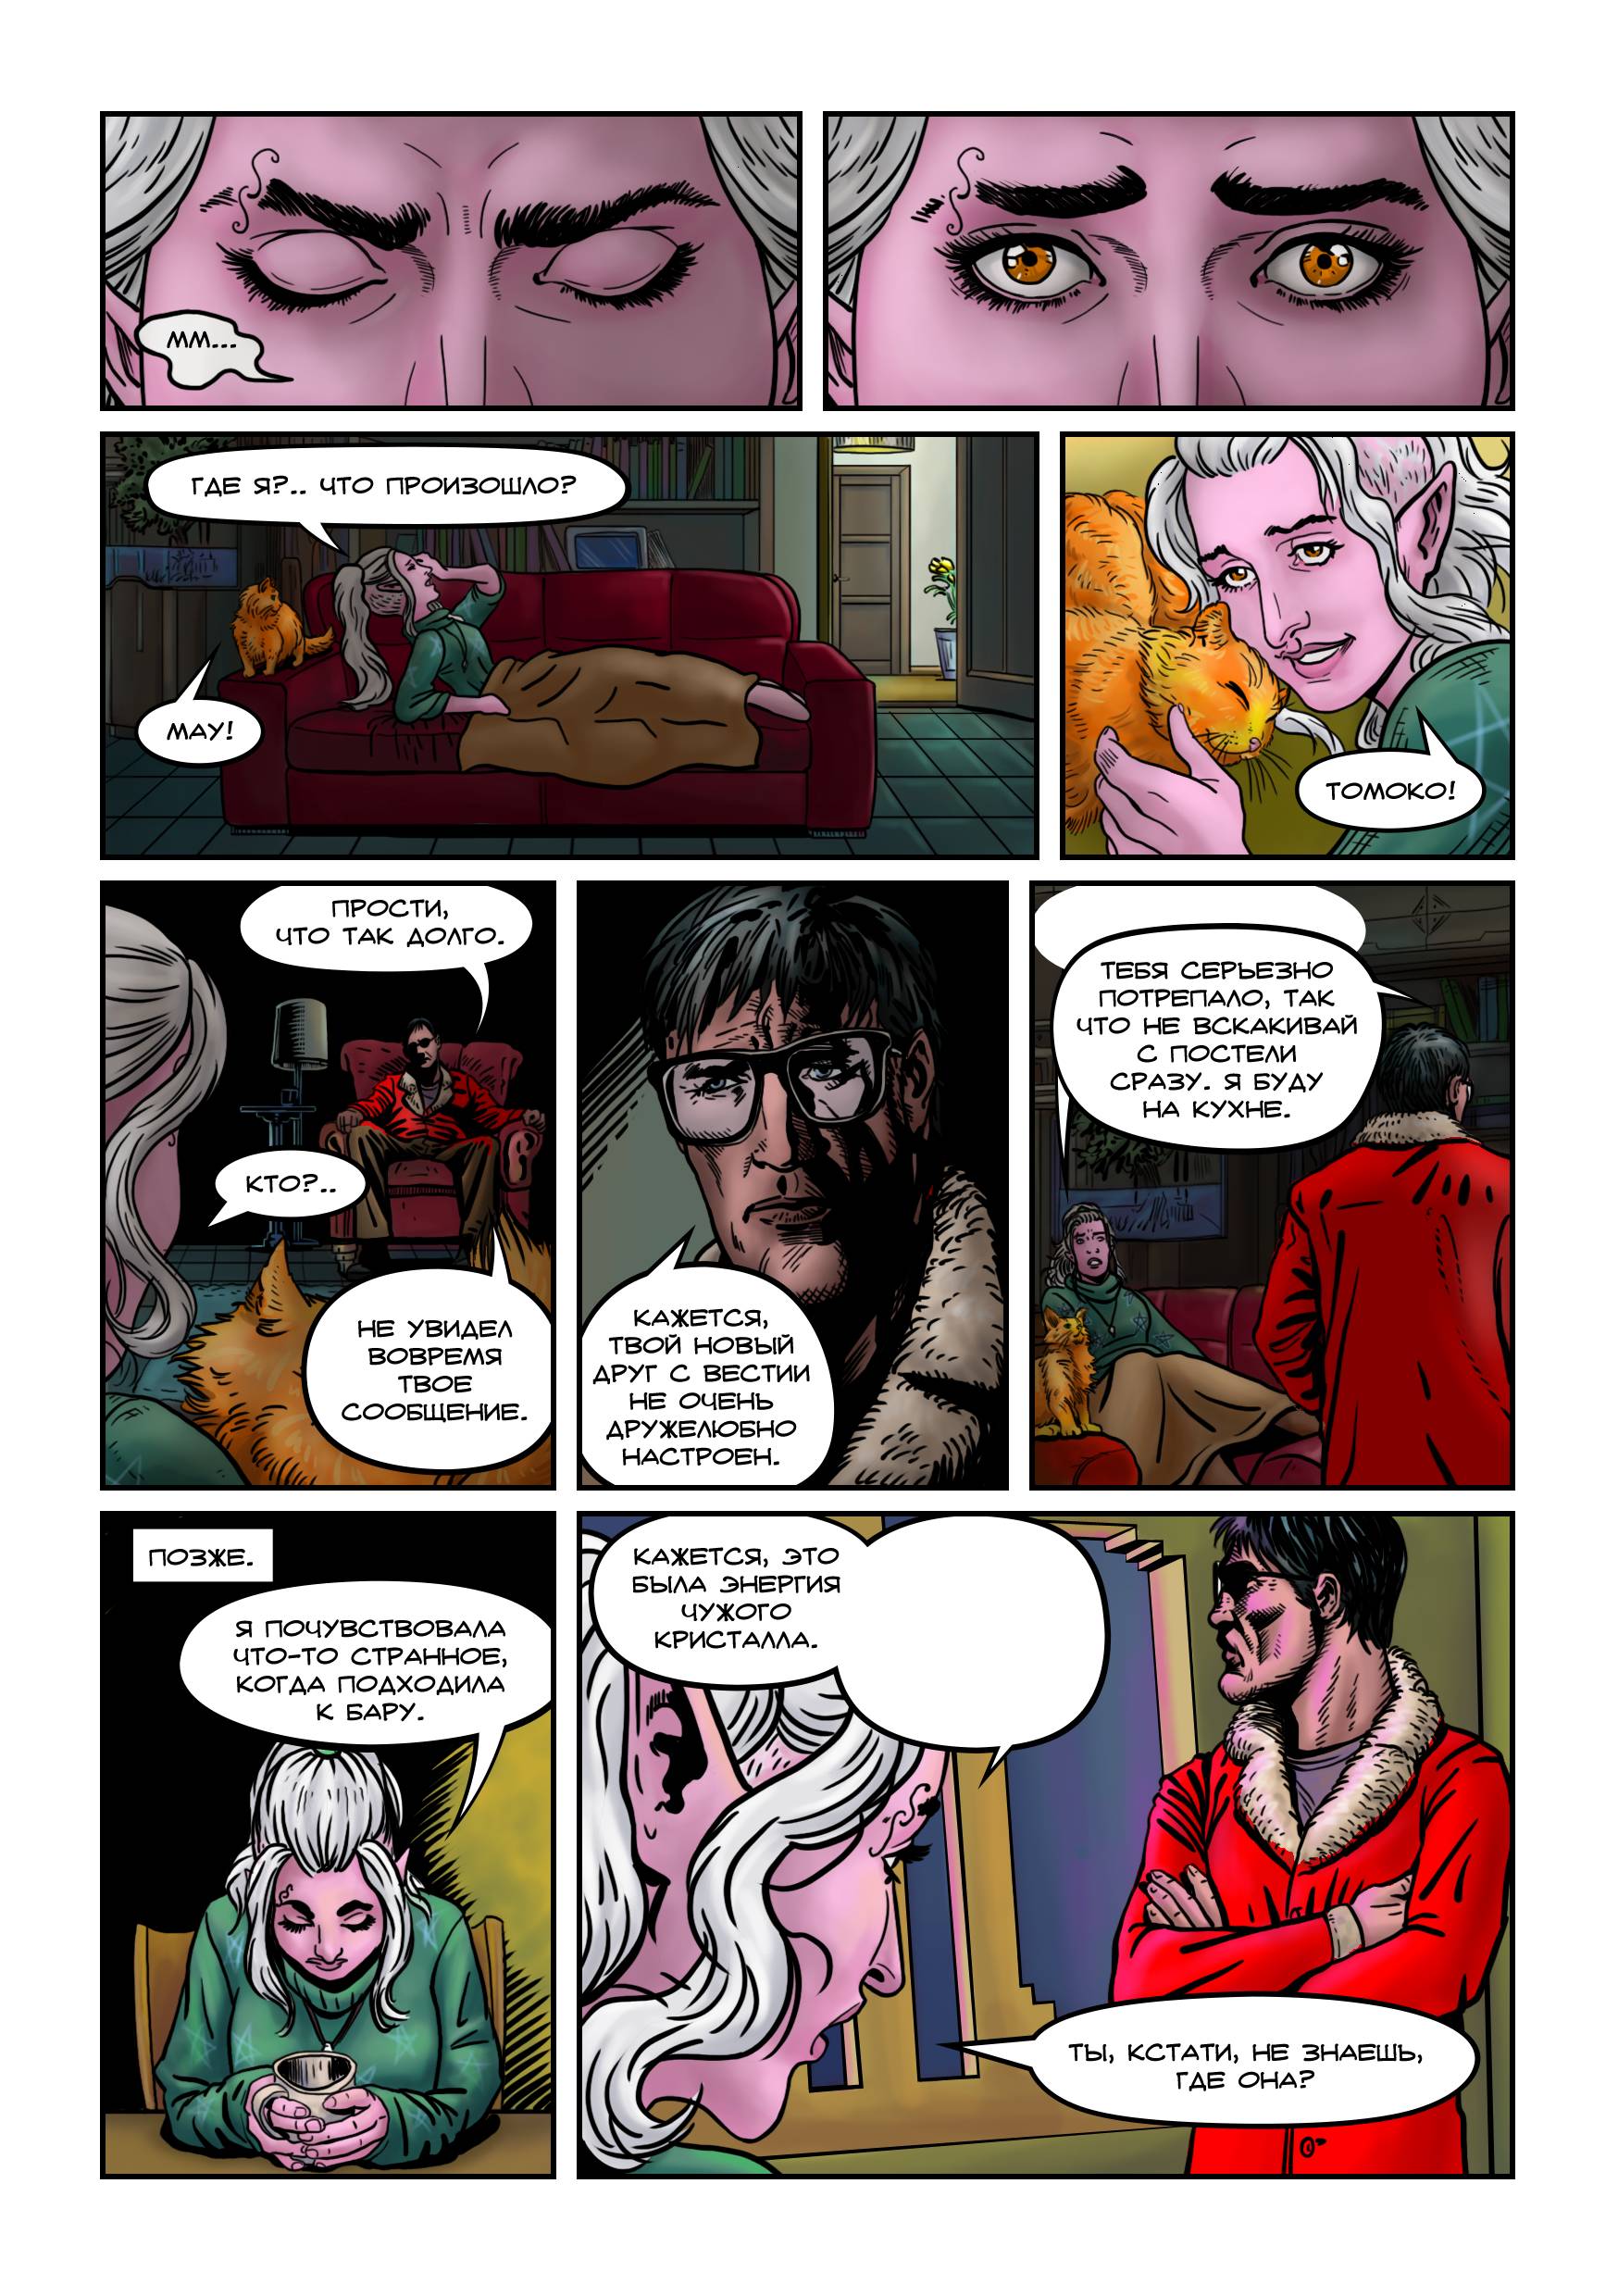 ММ...
ГДЕ Я?.. ЧТО ПРОИЗОШЛО?
МАУ!
ТОМОКО!
ПРОСТИ,
ЧТО ТАК ДОЛГО.
КТО?..
НЕ УВИДЕЛ
ВОВРЕМЯ
ТВОЕ
СООБЩЕНИЕ.
КАЖЕТСЯ,
ТВОЙ НОВЫЙ
ДРУГ С ВЕСТИИ
НЕ ОЧЕНЬ
ДРУЖЕЛЮБНО
НАСТРОЕН.
ТЕБЯ СЕРЬЕЗНО
ПОТРЕПАЛО, ТАК
ЧТО НЕ ВСКАКИВАЙ
С ПОСТЕЛИ
СРАЗУ. Я БУДУ
НА КУХНЕ.
ПОЗЖЕ.
Я ПОЧУВСТВОВАЛА
ЧТО-ТО СТРАННОЕ,
КОГДА ПОДХОДИЛА
К БАРУ.
КАЖЕТСЯ, ЭТО
БЫЛА ЭНЕРГИЯ
ЧУЖОГО
КРИСТАЛЛА.
ТЫ, КСТАТИ, НЕ ЗНАЕШЬ,
ГДЕ ОНА?